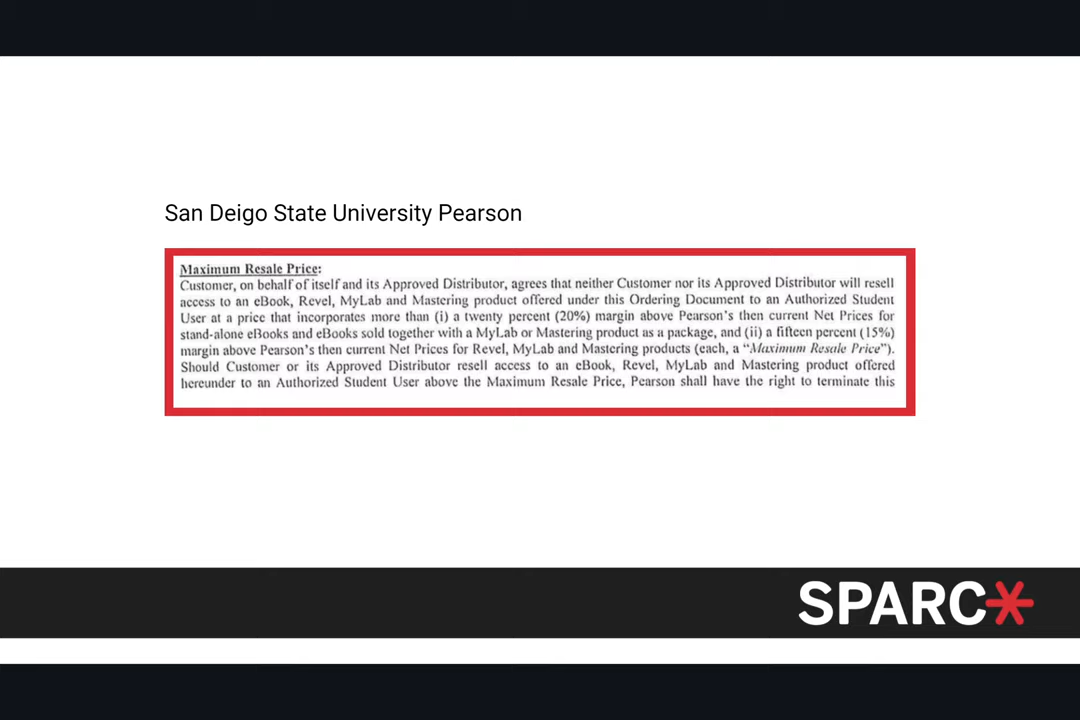 San Deigo State University Pearson
Maximum Resale Price:
Customer, on behalf of itself and its Approved Distributor, agrees that neither Customer nor its Approved Distributor will resell
access to an eBook, Revel, MyLab and Mastering product offered under this Ordering Document to an Authorized Student
User at a price that incorporates more than (i) a twenty percent (20%) margin above Pearson's then current Net Prices for
stand-alone eBooks and eBooks sold together with a MyLab or Mastering product as a package, and (ii) a fifteen percent (15%)
margin above Pearson's then current Net Prices for Revel, MyLab and Mastering products (each, a "Maximum Resale Price").
Should Customer or its Approved Distributor resell access to an eBook, Revel, MyLab and Mastering product offered
hereunder to an Authorized Student User above the Maximum Resale Price, Pearson shall have the right to terminate this
SPARC